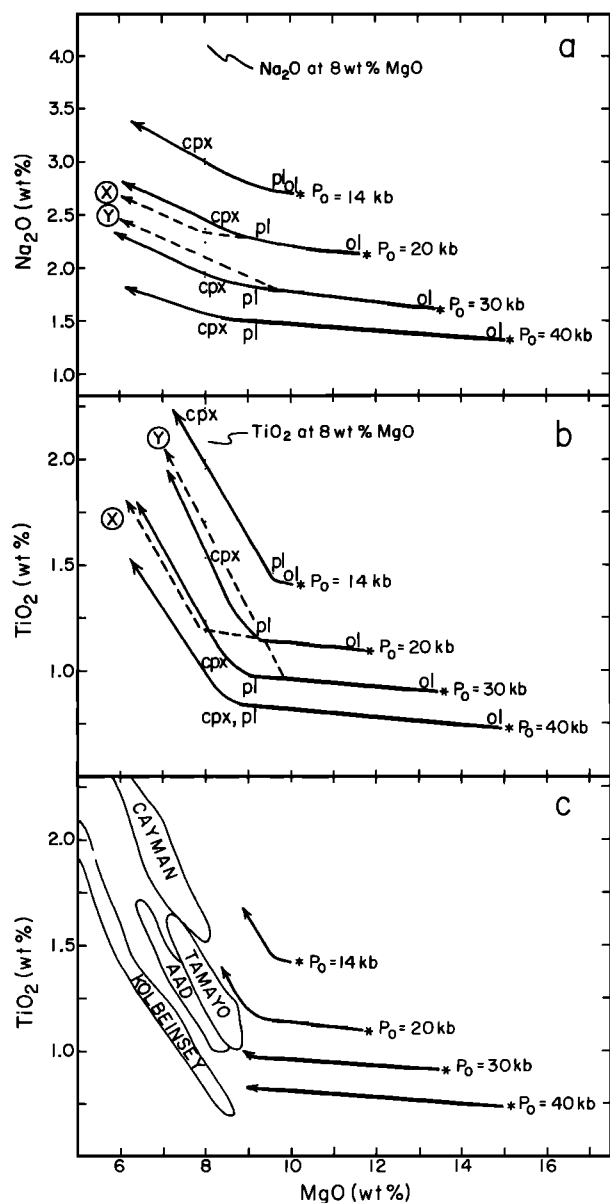 a
Na₂O at 8 wt % MgO
4.0
3.0
2.5
2.0
1.5
1.0
Na₂O (wt%)
cpx
pl
ol
* P₀ = 14 kb
X
Y
cpx
pl
ol
* P₀ = 20 kb
cpx
pl
ol
* P₀ = 30 kb
cpx
pl
ol
* P₀ = 40 kb
b
TiO₂ at 8 wt % MgO
2.0
1.5
1.0
TiO₂ (wt %)
cpx
pl
ol
* P₀ = 14 kb
Y
X
cpx
pl
ol
* P₀ = 20 kb
cpx
pl
ol
* P₀ = 30 kb
cpx, pl
ol
* P₀ = 40 kb
c
2.0
1.5
1.0
TiO₂ (wt %)
CAYMAN
TAMAYO
AAD
KOLBEINSEY
* P₀ = 14 kb
* P₀ = 20 kb
* P₀ = 30 kb
* P₀ = 40 kb
6 8 10 12 14 16
MgO (wt %)